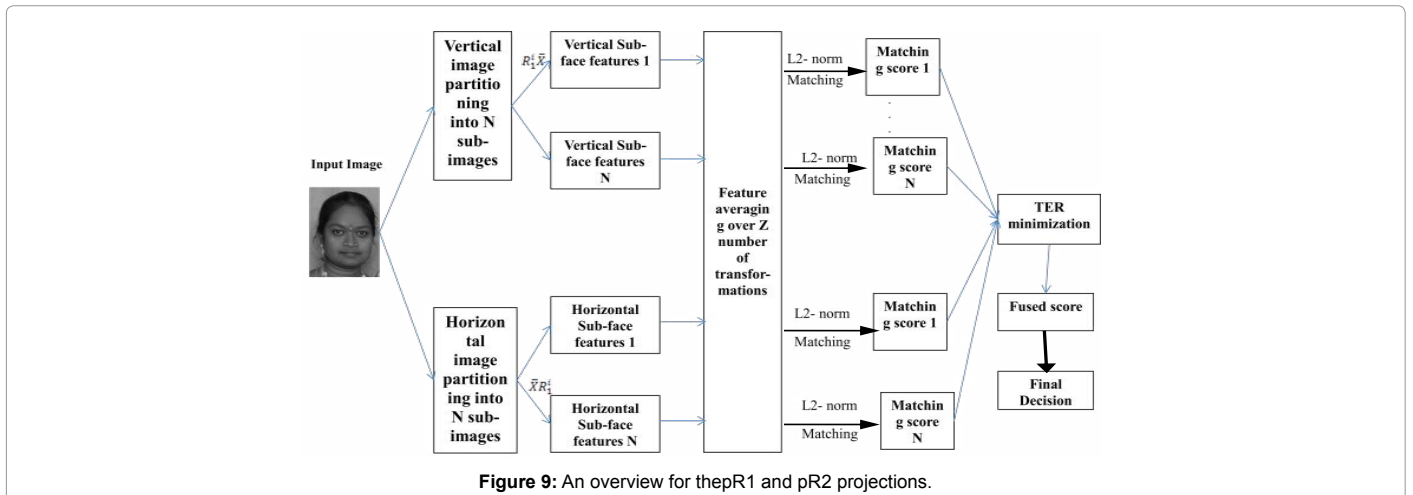 Input Image
Vertical
image
partitio
ning
into N
sub-
images
R₁ⁱX̄
Vertical Sub-
face features 1
Vertical Sub-
face features
N
Horizon
tal
image
partition
ing into
N sub-
images
X̄R₁ⁱ
Horizontal
Sub-face
features 1
Horizontal
Sub-face
features N
Feature
averagin
g over Z
number
of
transfor-
mations
L2- norm
Matching
Matchin
g score 1
.
.
.
L2- norm
Matching
Matchin
g score
N
L2- norm
Matching
Matchin
g score 1
L2- norm
Matching
Matchin
g score
N
TER
minimization
Fused score
Final
Decision
Figure 9: An overview for thepR1 and pR2 projections.